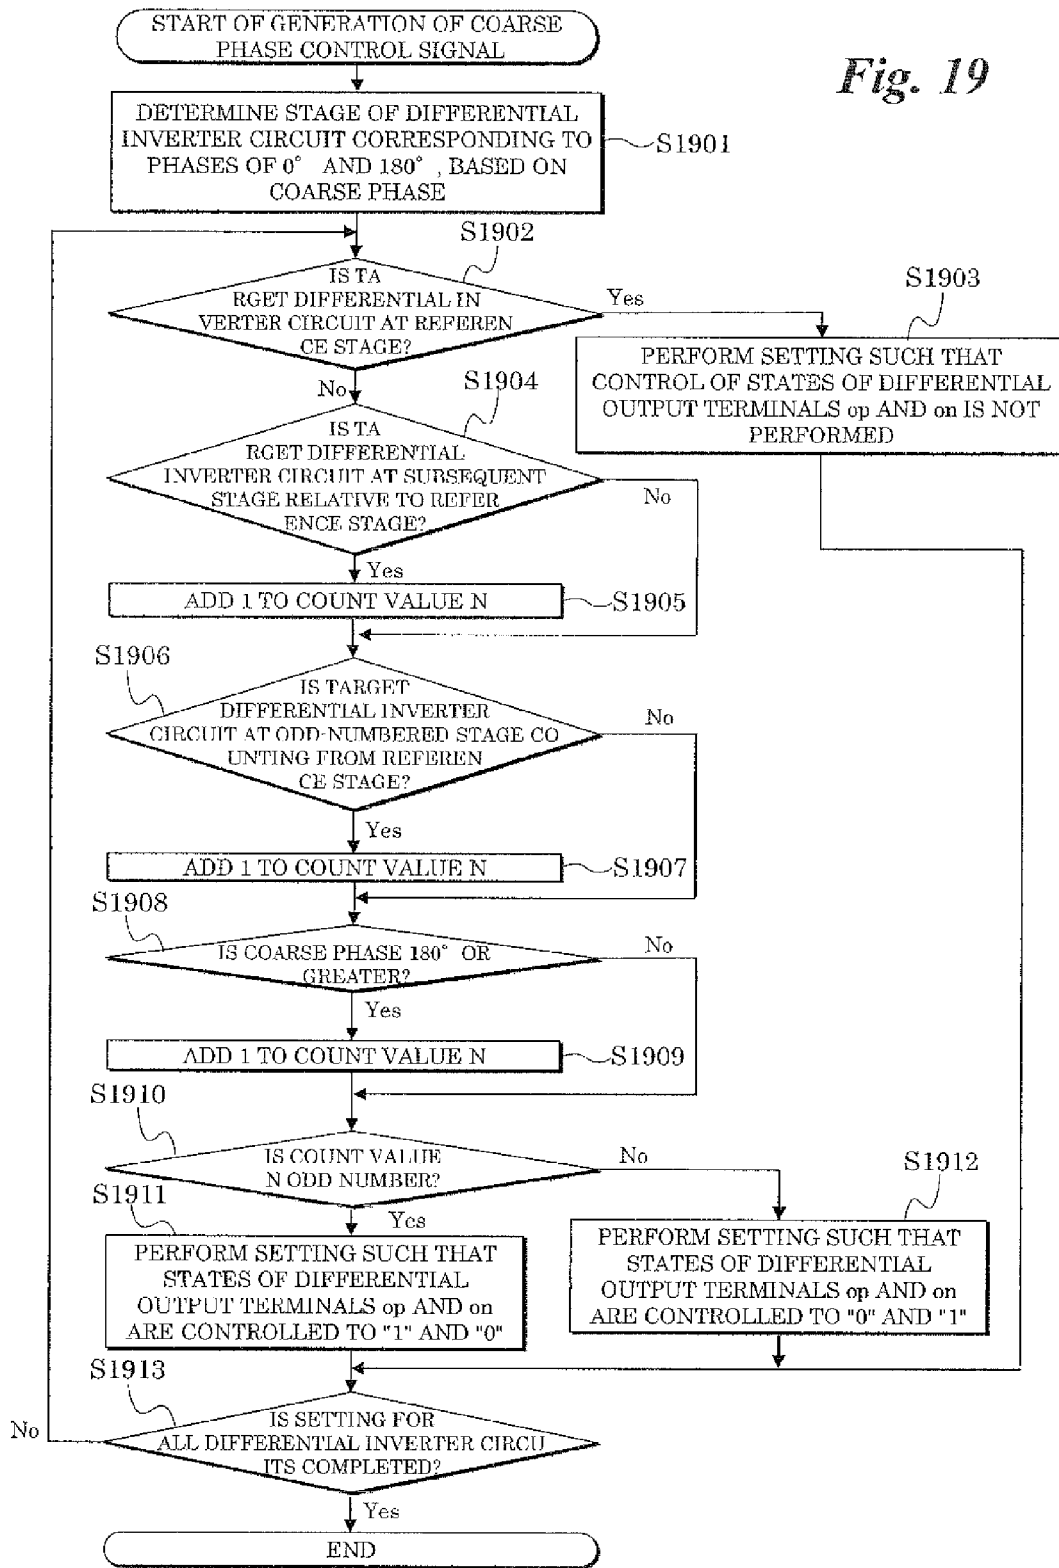 START OF GENERATION OF COARSE
PHASE CONTROL SIGNAL
Fig. 19
DETERMINE STAGE OF DIFFERENTIAL
INVERTER CIRCUIT CORRESPONDING TO
PHASES OF 0° AND 180°, BASED ON
COARSE PHASE
S1901
S1902
IS TA
RGET DIFFERENTIAL IN
VERTER CIRCUIT AT REFEREN
CE STAGE?
Yes
No
S1903
PERFORM SETTING SUCH THAT
CONTROL OF STATES OF DIFFERENTIAL
OUTPUT TERMINALS op AND on IS NOT
PERFORMED
S1904
IS TA
RGET DIFFERENTIAL
INVERTER CIRCUIT AT SUBSEQUENT
STAGE RELATIVE TO REFER
ENCE STAGE?
No
Yes
ADD 1 TO COUNT VALUE N
S1905
S1906
IS TARGET
DIFFERENTIAL INVERTER
CIRCUIT AT ODD-NUMBERED STAGE CO
UNTING FROM REFEREN
CE STAGE?
No
Yes
ADD 1 TO COUNT VALUE N
S1907
S1908
IS COARSE PHASE 180° OR
GREATER?
No
Yes
ADD 1 TO COUNT VALUE N
S1909
S1910
IS COUNT VALUE
N ODD NUMBER?
No
Yes
S1911
PERFORM SETTING SUCH THAT
STATES OF DIFFERENTIAL
OUTPUT TERMINALS op AND on
ARE CONTROLLED TO "1" AND "0"
S1912
PERFORM SETTING SUCH THAT
STATES OF DIFFERENTIAL
OUTPUT TERMINALS op AND on
ARE CONTROLLED TO "0" AND "1"
S1913
IS SETTING FOR
ALL DIFFERENTIAL INVERTER CIRCU
ITS COMPLETED?
No
Yes
END